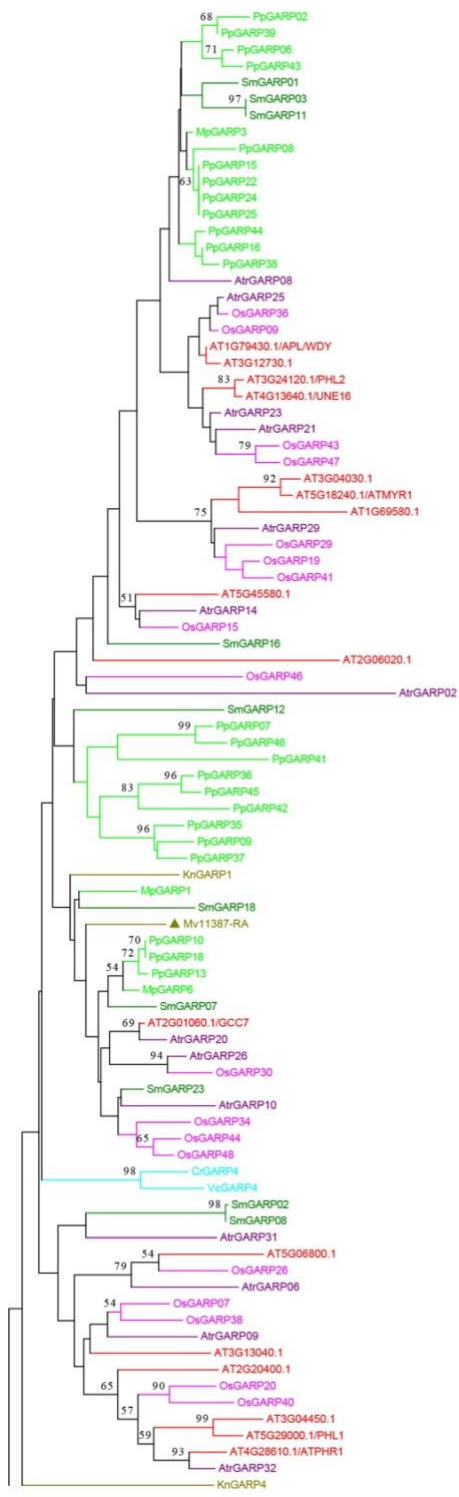 68 PpGARP02
PpGARP39
71 PpGARP06
PpGARP43
SmGARP01
97 SmGARP03
SmGARP11
MpGARP3
PpGARP08
63 PpGARP15
PpGARP22
PpGARP24
PpGARP25
PpGARP44
PpGARP16
PpGARP38
AtrGARP08
AtrGARP25
OsGARP36
OsGARP09
AT1G79430.1/APL/WDY
AT3G12730.1
83 AT3G24120.1/PHL2
AT4G13640.1/UNE16
AtrGARP23
AtrGARP21
79 OsGARP43
OsGARP47
92 AT3G04030.1
AT5G18240.1/ATMYR1
75 AT1G69580.1
AtrGARP29
OsGARP29
OsGARP19
OsGARP41
51 AT5G45580.1
AtrGARP14
OsGARP15
SmGARP16
AT2G06020.1
OsGARP46
AtrGARP02
SmGARP12
99 PpGARP07
PpGARP46
PpGARP41
96 PpGARP36
83 PpGARP45
PpGARP42
96 PpGARP35
PpGARP09
PpGARP37
KnGARP1
MpGARP1
SmGARP18
Mv11387-RA
70 PpGARP10
72 PpGARP18
54 PpGARP13
MpGARP6
SmGARP07
69 AT2G01060.1/GCC7
AtrGARP20
94 AtrGARP26
OsGARP30
SmGARP23
AtrGARP10
OsGARP34
65 OsGARP44
OsGARP48
98 CrGARP4
VcGARP4
98 SmGARP02
SmGARP08
AtrGARP31
54 AT5G06800.1
79 OsGARP26
AtrGARP06
54 OsGARP07
OsGARP38
AtrGARP09
AT3G13040.1
65 AT2G20400.1
90 OsGARP20
57 OsGARP40
99 AT3G04450.1
59 AT5G29000.1/PHL1
93 AT4G28610.1/ATPHR1
AtrGARP32
KnGARP4